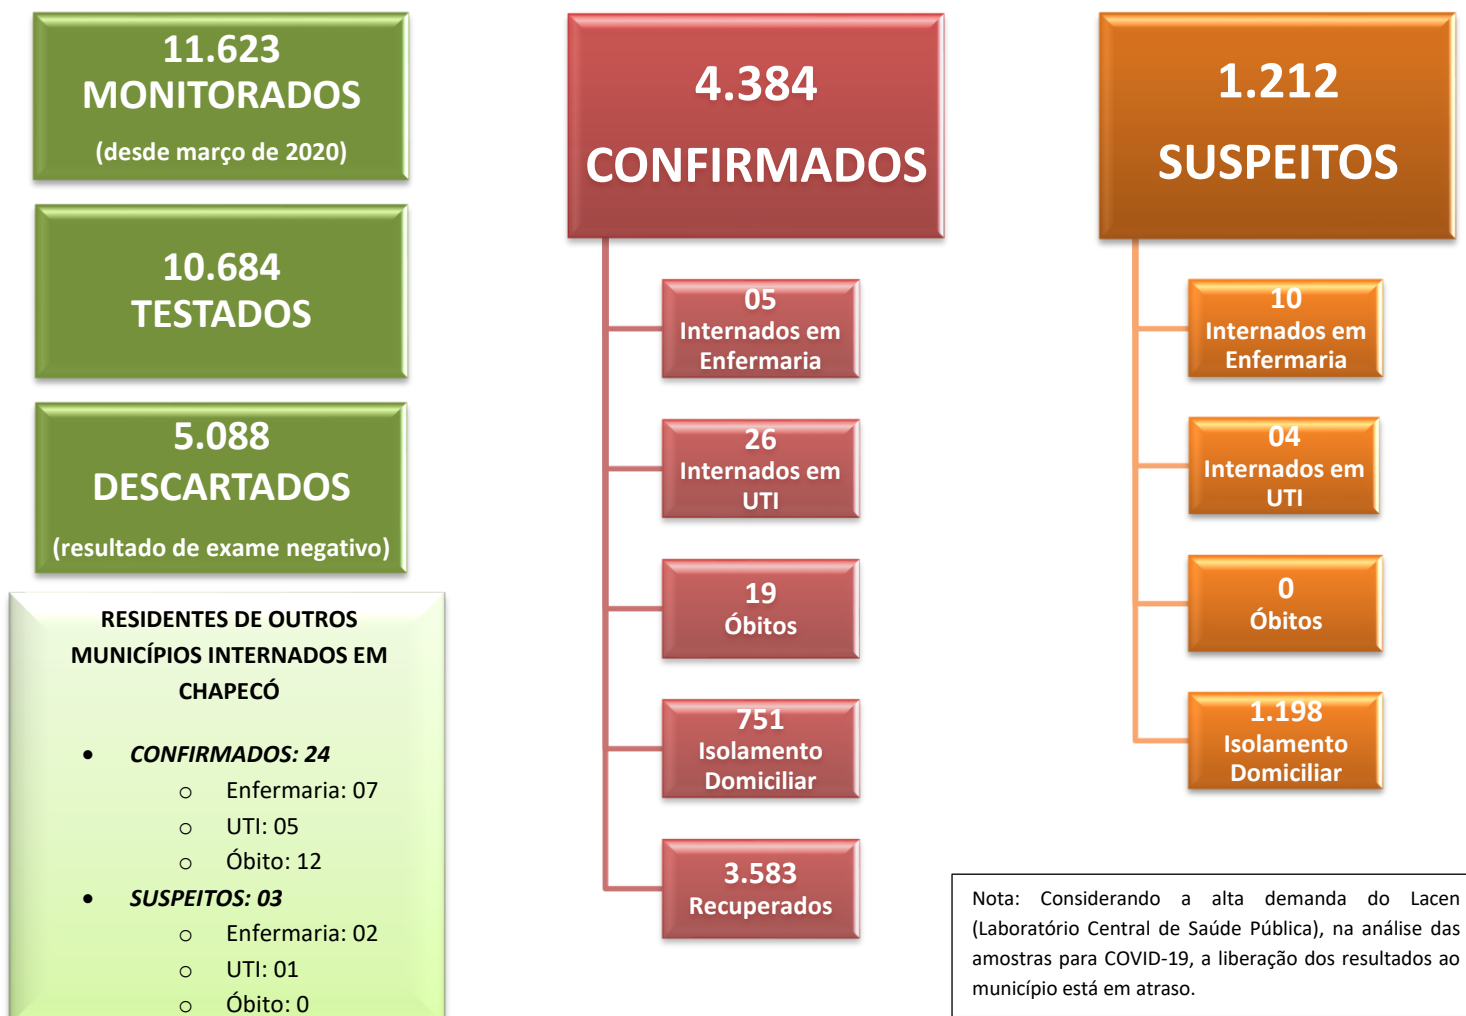 11.623
MONITORADOS
(desde março de 2020)
10.684
TESTADOS
5.088
DESCARTADOS
(resultado de exame negativo)
RESIDENTES DE OUTROS
MUNICÍPIOS INTERNADOS EM
CHAPECÓ
• CONFIRMADOS: 24
o Enfermaria: 07
o UTI: 05
o Óbito: 12
• SUSPEITOS: 03
o Enfermaria: 02
o UTI: 01
o Óbito: 0
4.384
CONFIRMADOS
05
Internados em
Enfermaria
26
Internados em
UTI
19
Óbitos
751
Isolamento
Domiciliar
3.583
Recuperados
1.212
SUSPEITOS
10
Internados em
Enfermaria
04
Internados em
UTI
0
Óbitos
1.198
Isolamento
Domiciliar
Nota: Considerando a alta demanda do Lacen
(Laboratório Central de Saúde Pública), na análise das
amostras para COVID-19, a liberação dos resultados ao
município está em atraso.